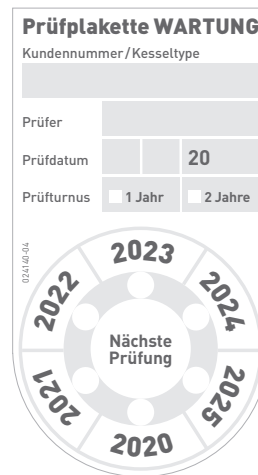 Prüfplakette WARTUNG
Kundennummer/Kesseltype
Prüfer
Prüfdatum 20
Prüfturnus 1 Jahr 2 Jahre
024140-04
2023
2022
2024
Nächste
Prüfung
2021
2025
2020